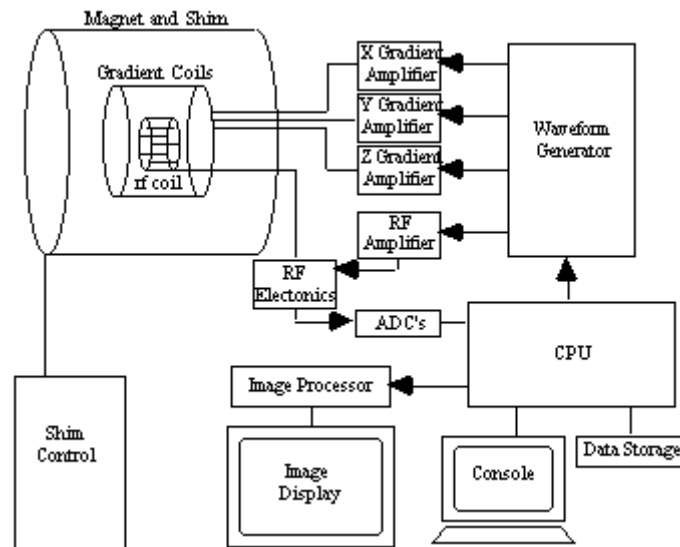 Magnet and Shim
Gradient Coils
rf coil
X Gradient
Amplifier
Y Gradient
Amplifier
Z Gradient
Amplifier
Waveform
Generator
RF
Amplifier
RF
Electonics
ADC's
CPU
Image Processor
Shim
Control
Image
Display
Console
Data Storage